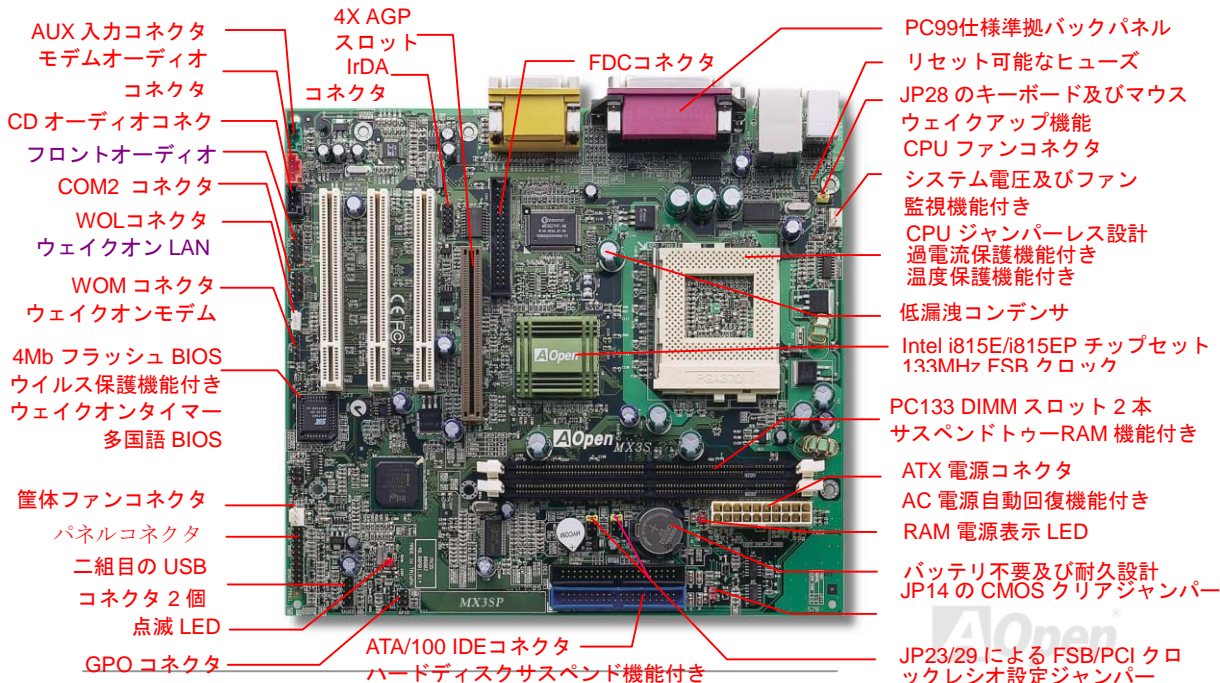 AUX 入力コネクタ
モデムオーディオ
コネクタ
CD オーディオコネク
フロントオーディオ
COM2 コネクタ
WOLコネクタ
ウェイクオン LAN
WOM コネクタ
ウェイクオンモデム
4Mb フラッシュ BIOS
ウイルス保護機能付き
ウェイクオンタイマー
多国語 BIOS
筐体ファンコネクタ
パネルコネクタ
二組目の USB
コネクタ 2 個
点滅 LED
GPO コネクタ
4X AGP
スロット
IrDA
コネクタ
FDCコネクタ
PC99仕様準拠バックパネル
リセット可能なヒューズ
JP28 のキーボード及びマウス
ウェイクアップ機能
CPU ファンコネクタ
システム電圧及びファン
監視機能付き
CPU ジャンパーレス設計
過電流保護機能付き
温度保護機能付き
低漏洩コンデンサ
Intel i815E/i815EP チップセット
133MHz FSB クロック
PC133 DIMM スロット 2 本
サスペンドトゥーRAM 機能付き
ATX 電源コネクタ
AC 電源自動回復機能付き
RAM 電源表示 LED
バッテリ不要及び耐久設計
JP14 の CMOS クリアジャンパー
JP23/29 による FSB/PCI クロ
ックレシオ設定ジャンパー
ATA/100 IDEコネクタ
ハードディスクサスペンド機能付き
AOpen
PGA370
AOpen MX3S
HYCOM
MX3SP
CE FC
intel
AOpen